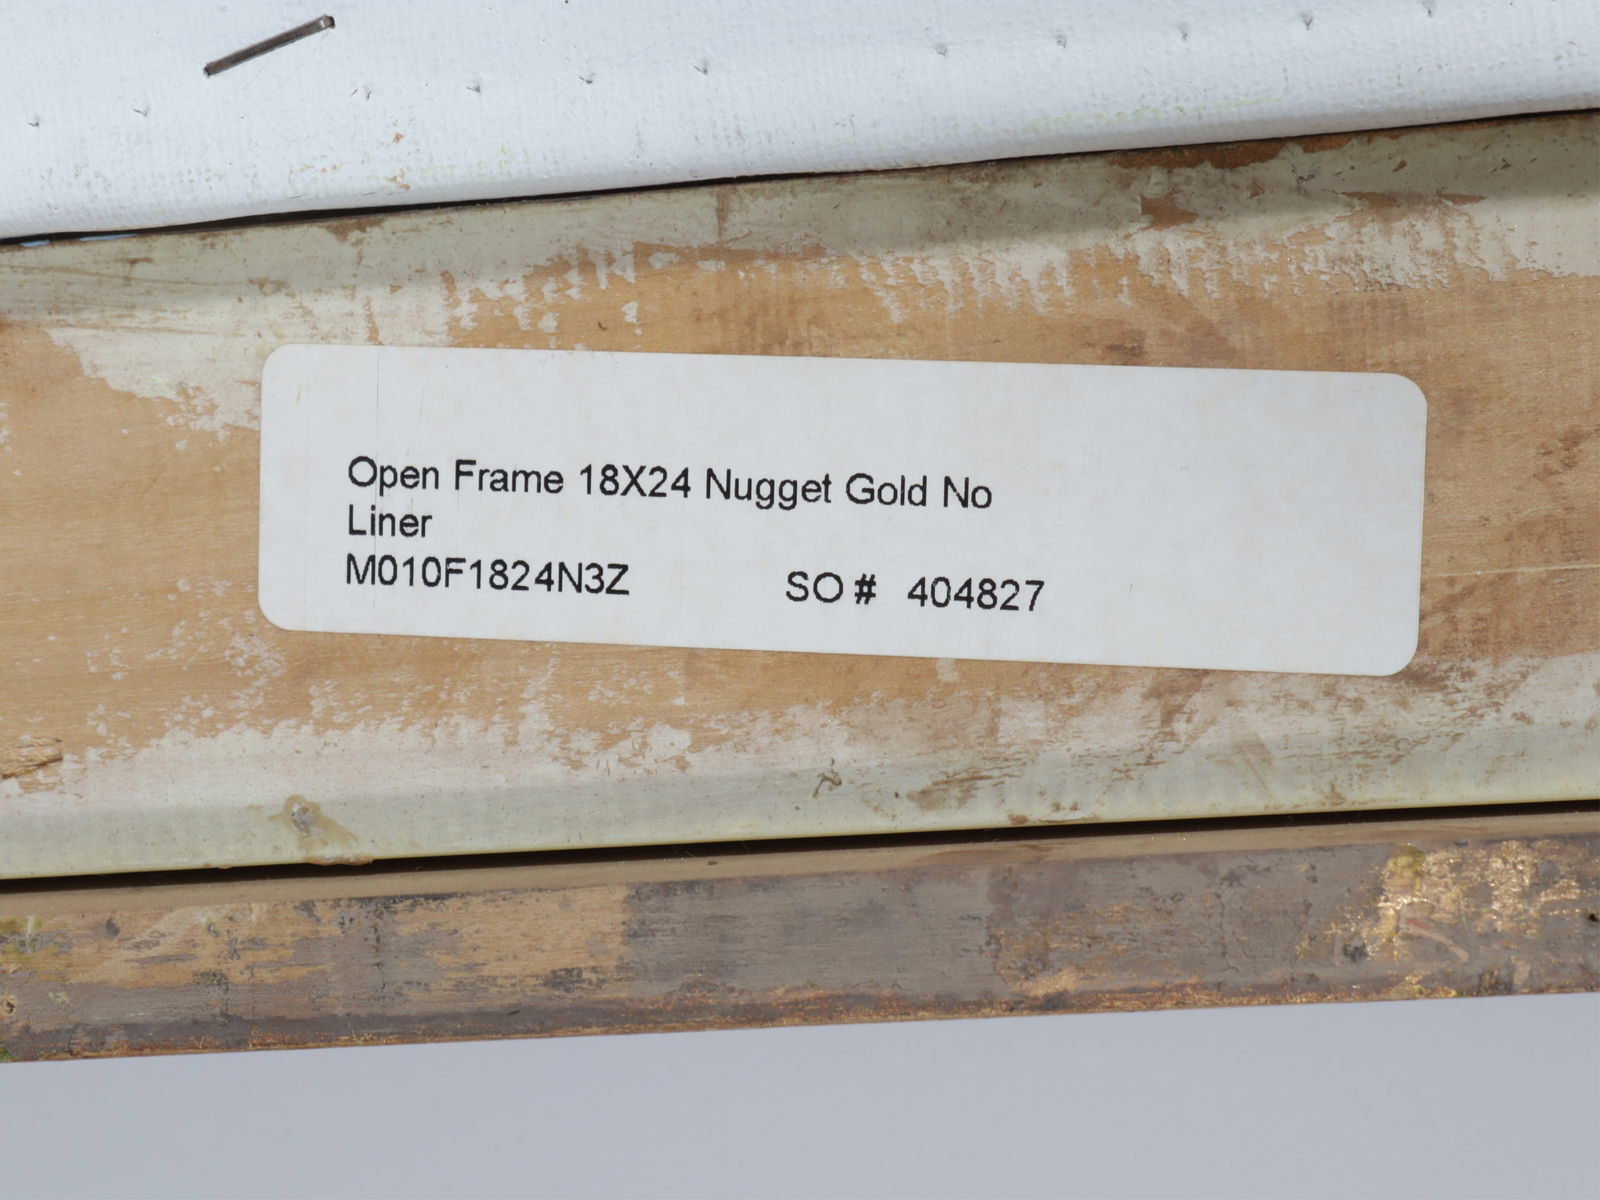 Open Frame 18X24 Nugget Gold No
Liner
M010F1824N3Z SO # 404827